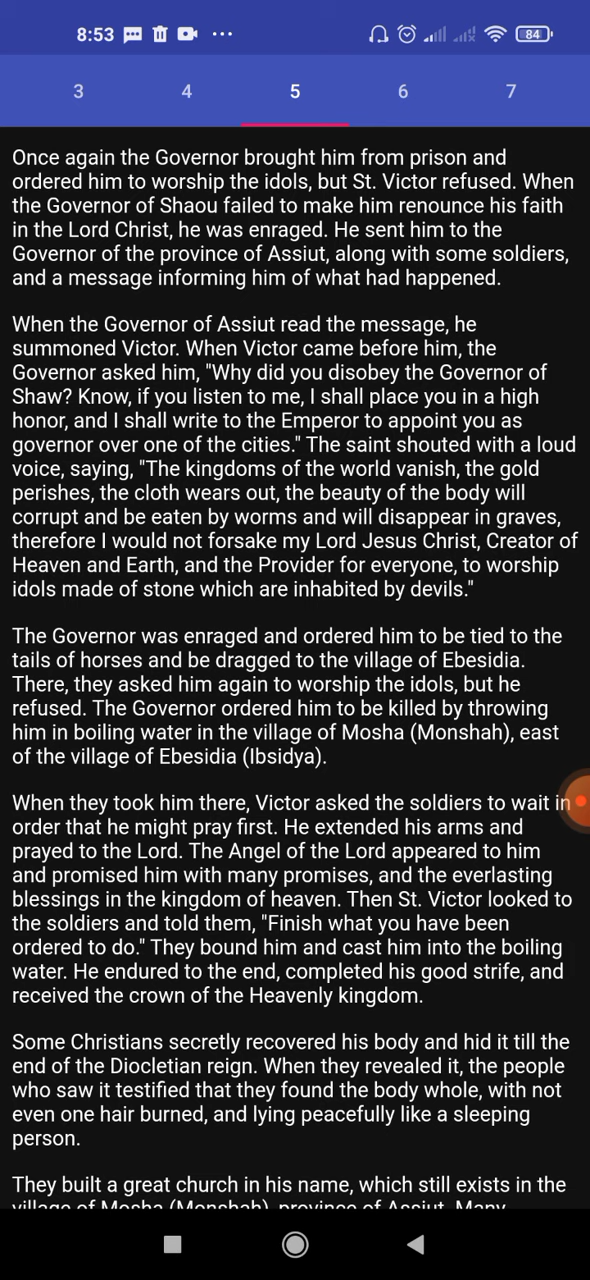 8:53
84
3 4 5 6 7
Once again the Governor brought him from prison and
ordered him to worship the idols, but St. Victor refused. When
the Governor of Shaou failed to make him renounce his faith
in the Lord Christ, he was enraged. He sent him to the
Governor of the province of Assiut, along with some soldiers,
and a message informing him of what had happened.
When the Governor of Assiut read the message, he
summoned Victor. When Victor came before him, the
Governor asked him, "Why did you disobey the Governor of
Shaw? Know, if you listen to me, I shall place you in a high
honor, and I shall write to the Emperor to appoint you as
governor over one of the cities." The saint shouted with a loud
voice, saying, "The kingdoms of the world vanish, the gold
perishes, the cloth wears out, the beauty of the body will
corrupt and be eaten by worms and will disappear in graves,
therefore I would not forsake my Lord Jesus Christ, Creator of
Heaven and Earth, and the Provider for everyone, to worship
idols made of stone which are inhabited by devils."
The Governor was enraged and ordered him to be tied to the
tails of horses and be dragged to the village of Ebesidia.
There, they asked him again to worship the idols, but he
refused. The Governor ordered him to be killed by throwing
him in boiling water in the village of Mosha (Monshah), east
of the village of Ebesidia (Ibsidya).
When they took him there, Victor asked the soldiers to wait in
order that he might pray first. He extended his arms and
prayed to the Lord. The Angel of the Lord appeared to him
and promised him with many promises, and the everlasting
blessings in the kingdom of heaven. Then St. Victor looked to
the soldiers and told them, "Finish what you have been
ordered to do." They bound him and cast him into the boiling
water. He endured to the end, completed his good strife, and
received the crown of the Heavenly kingdom.
Some Christians secretly recovered his body and hid it till the
end of the Diocletian reign. When they revealed it, the people
who saw it testified that they found the body whole, with not
even one hair burned, and lying peacefully like a sleeping
person.
They built a great church in his name, which still exists in the
village of Mosha (Monshah), province of Assiut. Many